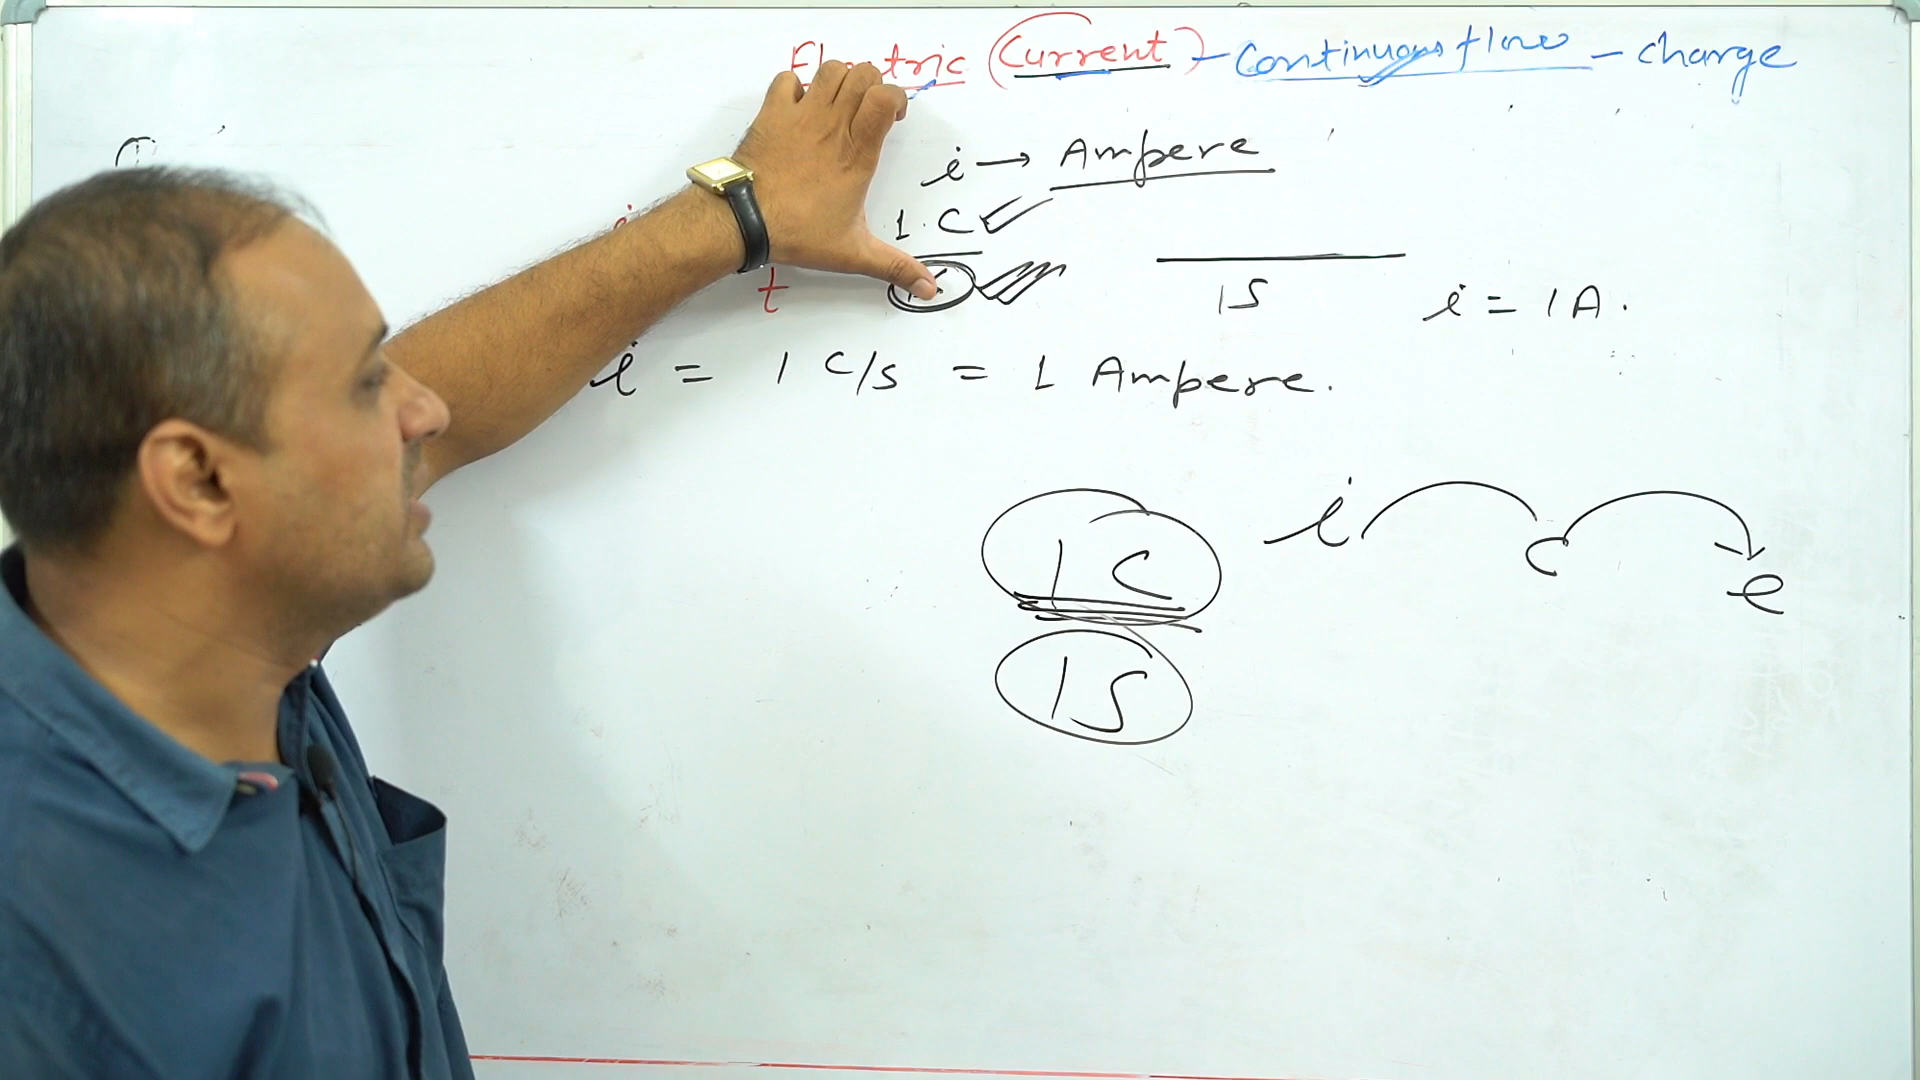 Electric (Current) - Continuous flow - charge
i → Ampere
1 C
t
1 S i = 1 A.
i = 1 C/s = 1 Ampere.
1 C i C e
1 S